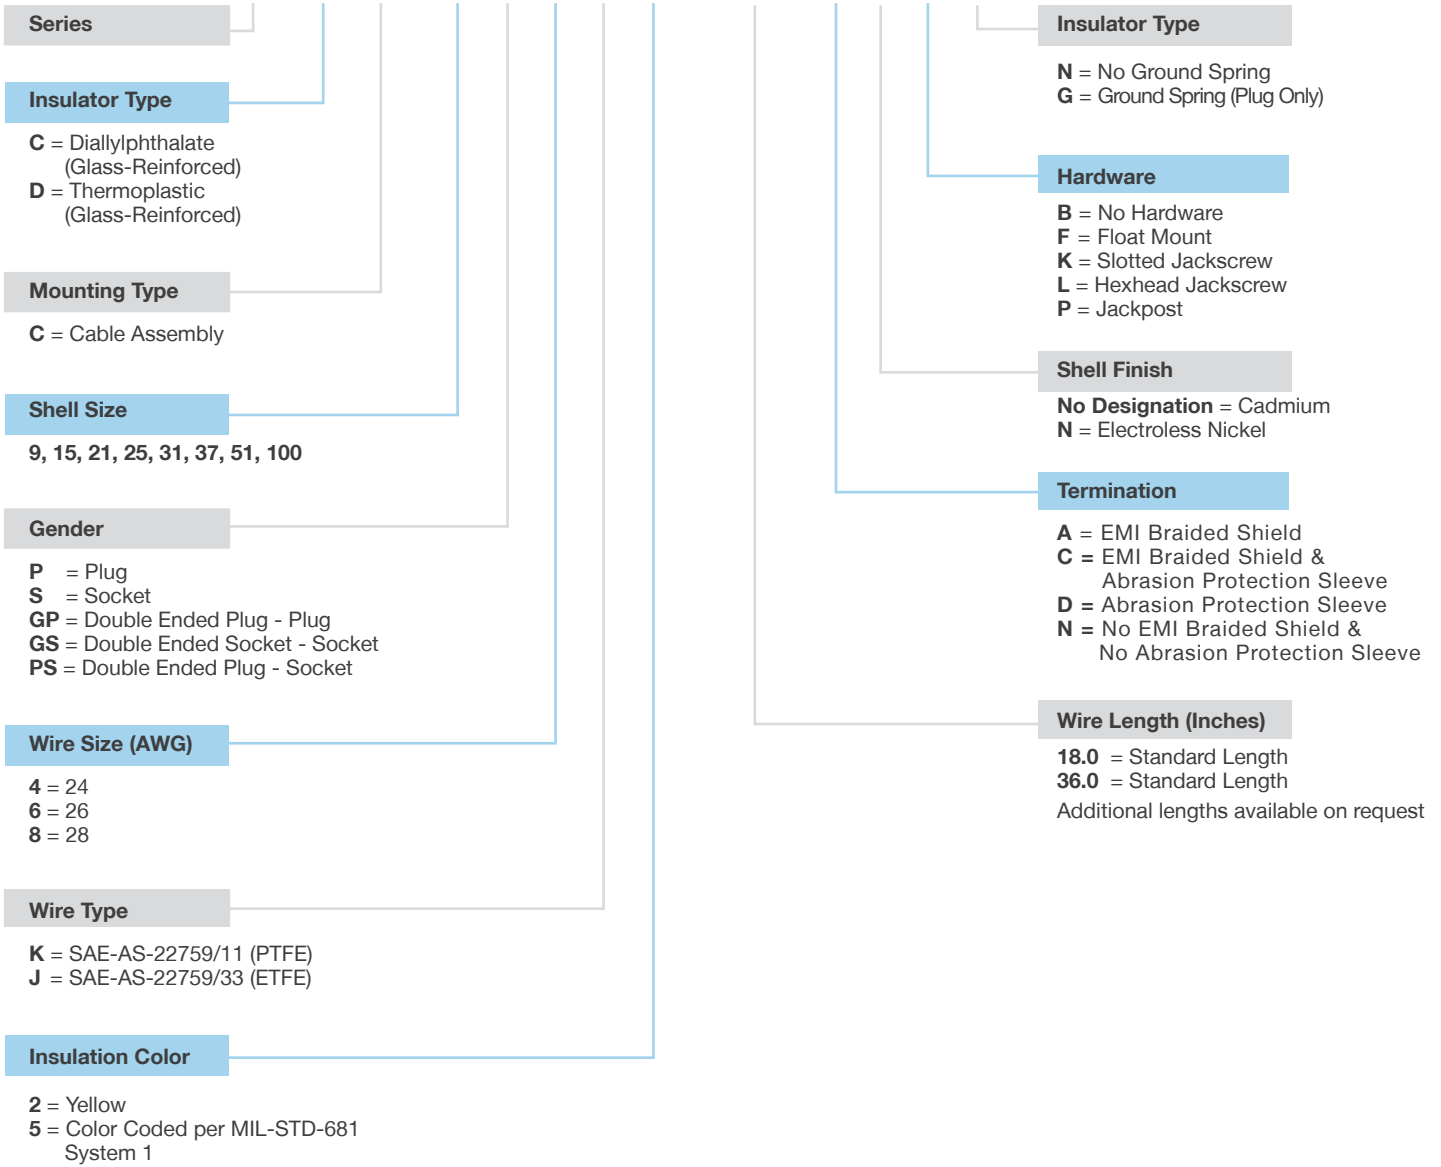 Series
Insulator Type
C = Diallylphthalate
(Glass-Reinforced)
D = Thermoplastic
(Glass-Reinforced)
Mounting Type
C = Cable Assembly
Shell Size
9, 15, 21, 25, 31, 37, 51, 100
Gender
P = Plug
S = Socket
GP = Double Ended Plug - Plug
GS = Double Ended Socket - Socket
PS = Double Ended Plug - Socket
Wire Size (AWG)
4 = 24
6 = 26
8 = 28
Wire Type
K = SAE-AS-22759/11 (PTFE)
J = SAE-AS-22759/33 (ETFE)
Insulation Color
2 = Yellow
5 = Color Coded per MIL-STD-681
System 1
Insulator Type
N = No Ground Spring
G = Ground Spring (Plug Only)
Hardware
B = No Hardware
F = Float Mount
K = Slotted Jackscrew
L = Hexhead Jackscrew
P = Jackpost
Shell Finish
No Designation = Cadmium
N = Electroless Nickel
Termination
A = EMI Braided Shield
C = EMI Braided Shield &
Abrasion Protection Sleeve
D = Abrasion Protection Sleeve
N = No EMI Braided Shield &
No Abrasion Protection Sleeve
Wire Length (Inches)
18.0 = Standard Length
36.0 = Standard Length
Additional lengths available on request